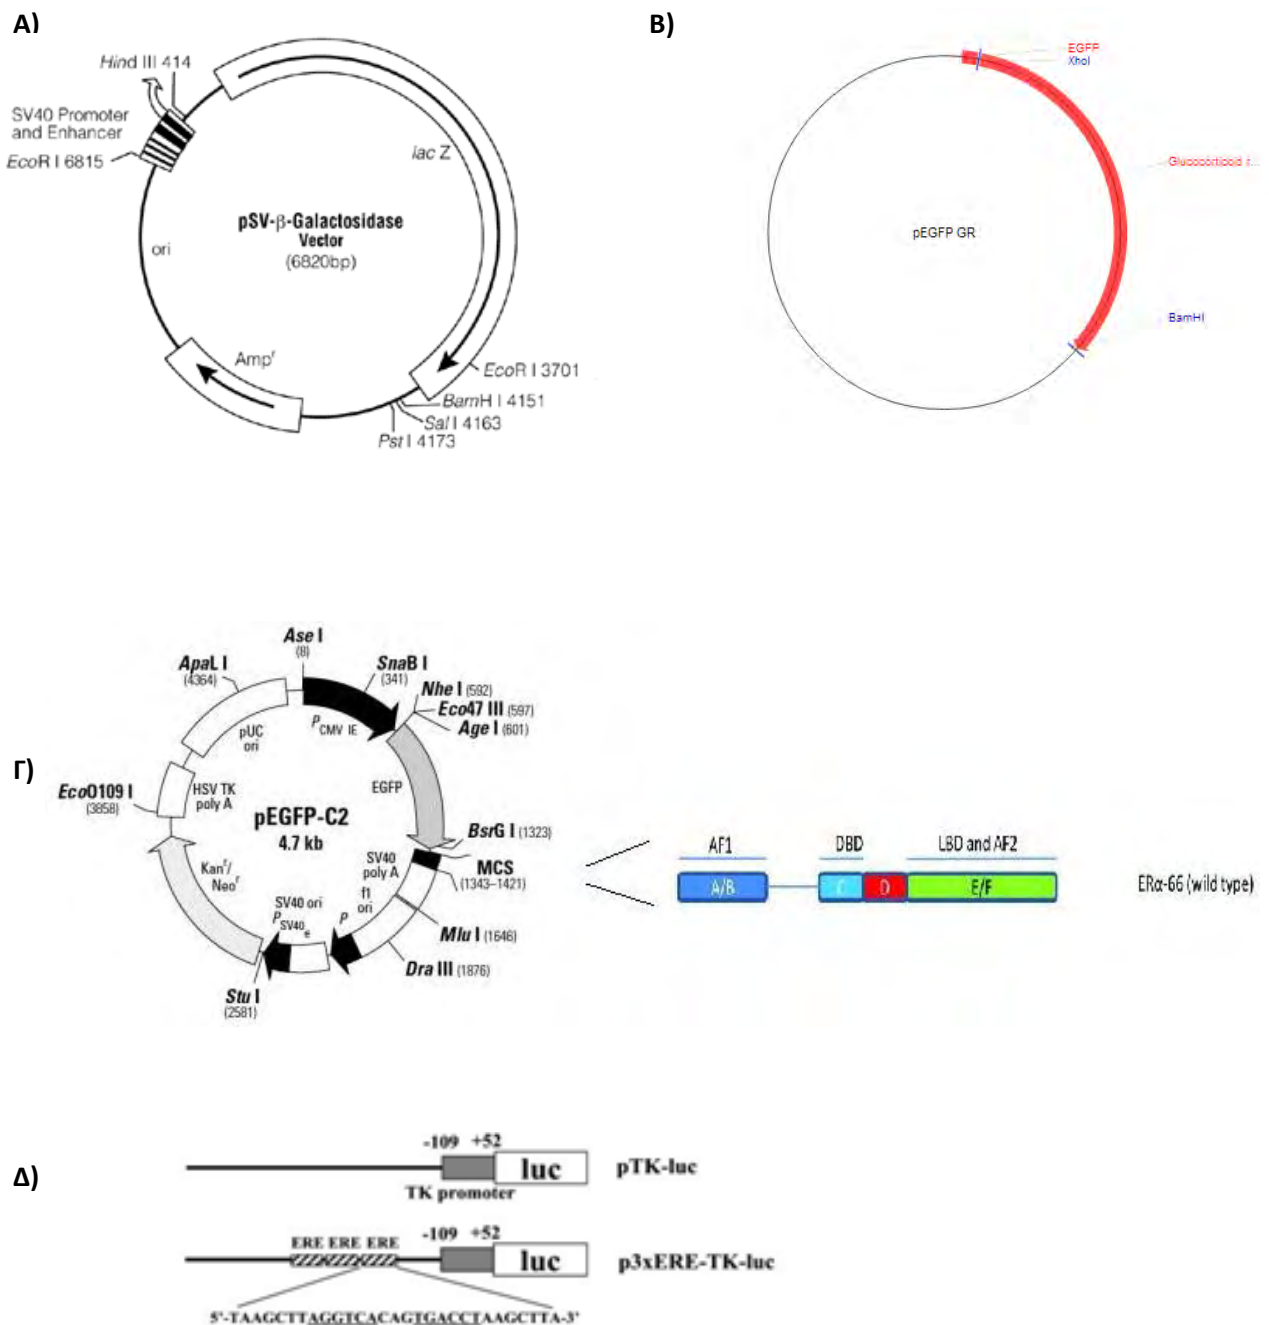 A)
Hind III 414
SV40 Promoter
and Enhancer
EcoR I 6815
lac Z
pSV-β-Galactosidase
Vector
(6820bp)
ori
Ampʳ
EcoR I 3701
BamH I 4151
Sal I 4163
Pst I 4173
B)
EGFP
XhoI
Glucocorticoid r...
pEGFP GR
BamHI
Γ)
Ase I
(8)
ApaL I
(4364)
SnaB I
(341)
Nhe I (592)
Eco47 III (597)
Age I (601)
P CMV IE
pUC
ori
EGFP
EcoO109 I
(3858)
HSV TK
poly A
pEGFP-C2
4.7 kb
BsrG I (1323)
MCS
(1343–1421)
SV40
poly A
f1
ori
Kanʳ/
Neoʳ
SV40 ori
P SV40 e
P
Mlu I (1646)
Dra III (1876)
Stu I
(2581)
AF1
DBD
LBD and AF2
A/B
C
D
E/F
ERα-66 (wild type)
Δ)
-109 +52
luc
pTK-luc
TK promoter
ERE ERE ERE
-109 +52
luc
p3xERE-TK-luc
5'-TAAGCTTAGGTCACAGTGACCTAAGCTTA-3'